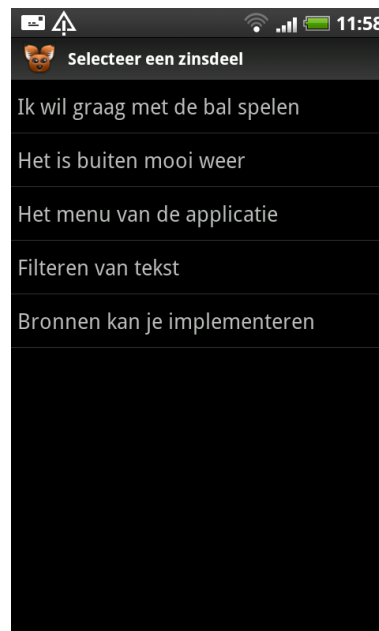 11:58
Selecteer een zinsdeel
Ik wil graag met de bal spelen
Het is buiten mooi weer
Het menu van de applicatie
Filteren van tekst
Bronnen kan je implementeren